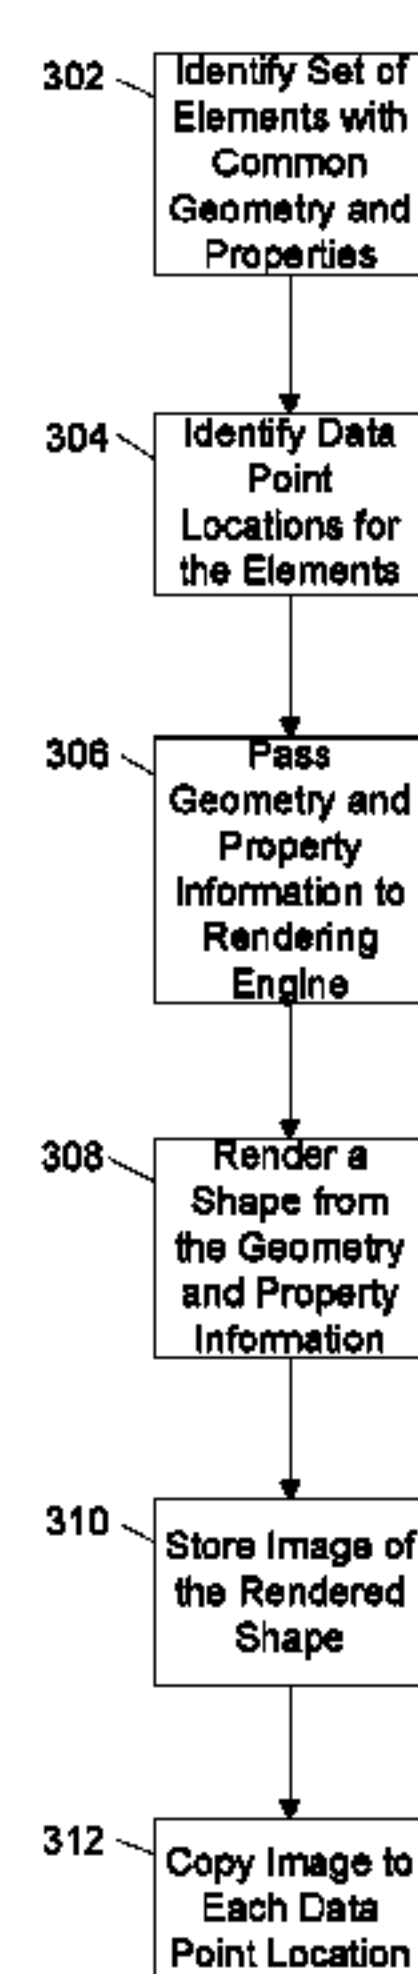 302
Identify Set of
Elements with
Common
Geometry and
Properties
304
Identify Data
Point
Locations for
the Elements
306
Pass
Geometry and
Property
Information to
Rendering
Engine
308
Render a
Shape from
the Geometry
and Property
Information
310
Store Image of
the Rendered
Shape
312
Copy Image to
Each Data
Point Location